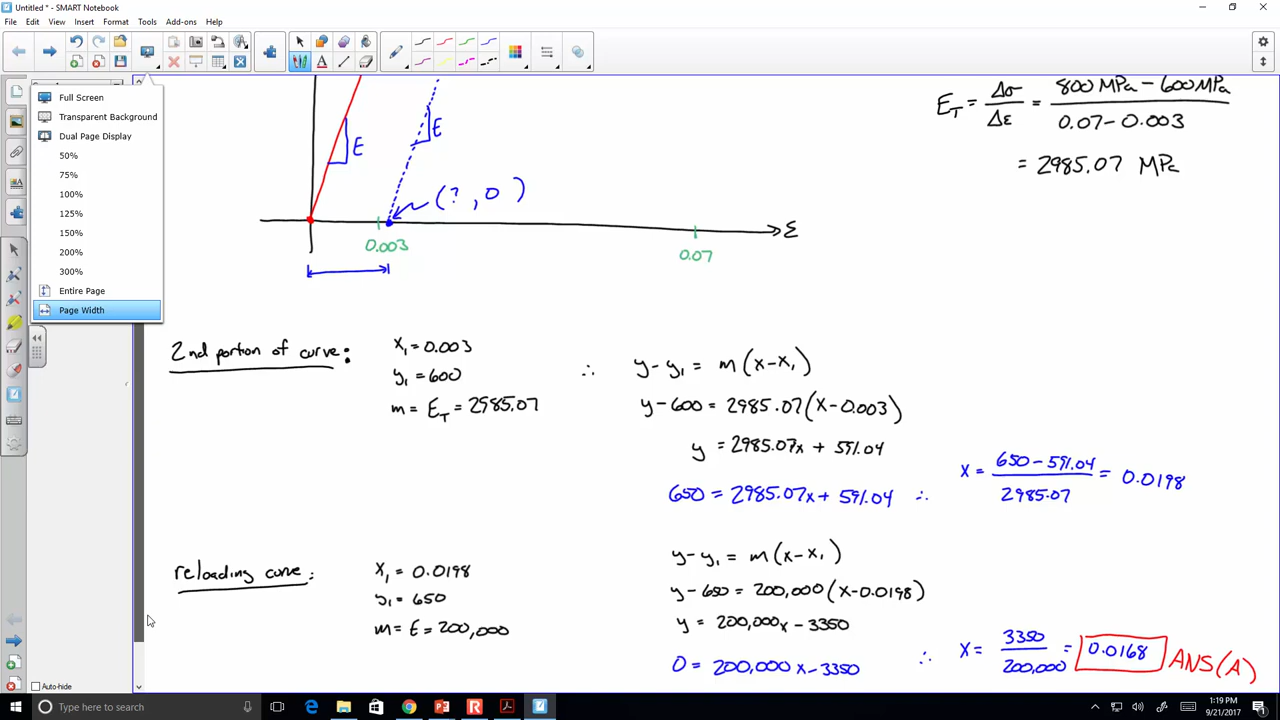 Untitled * - SMART Notebook
File Edit View Insert Format Tools Add-ons Help
Full Screen
Transparent Background
Dual Page Display
50%
75%
100%
125%
150%
200%
300%
Entire Page
Page Width
E
E
(?, 0 )
0.003
0.07
ε
E_T = Δσ/Δε = (800 MPa - 600 MPa)/(0.07 - 0.003)
= 2985.07 MPa
2nd portion of curve:
x₁ = 0.003
y₁ = 600
m = E_T = 2985.07
∴ y - y₁ = m(x - x₁)
y - 600 = 2985.07(x - 0.003)
y = 2985.07x + 591.04
650 = 2985.07x + 591.04 ∴ x = (650 - 591.04)/2985.07 = 0.0198
reloading curve:
x₁ = 0.0198
y₁ = 650
m = E = 200,000
y - y₁ = m(x - x₁)
y - 650 = 200,000(x - 0.0198)
y = 200,000x - 3350
0 = 200,000x - 3350 ∴ x = 3350/200,000 = 0.0168 ANS(A)
Auto-hide
Type here to search
1:19 PM
9/21/2017